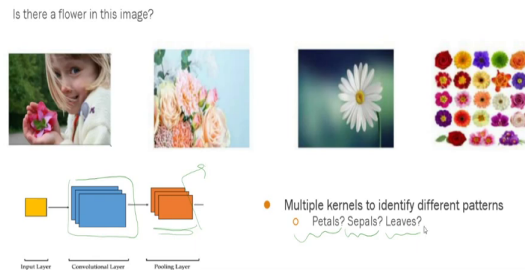 Is there a flower in this image?
Multiple kernels to identify different patterns
Petals? Sepals? Leaves?
Input Layer
Convolutional Layer
Pooling Layer